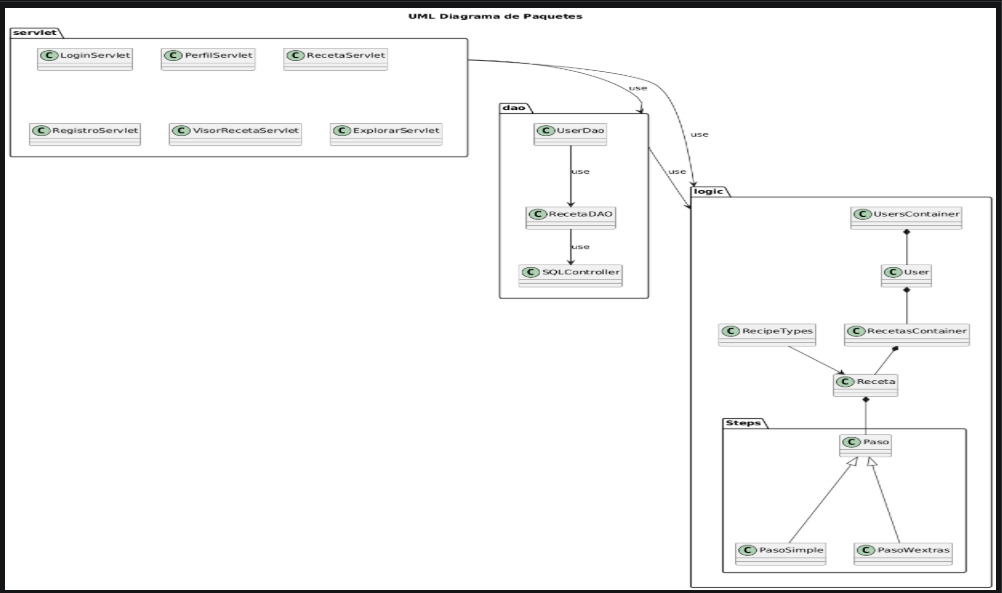 UML Diagrama de Paquetes
servlet
C LoginServlet
C PerfilServlet
C RecetaServlet
C RegistroServlet
C VisorRecetaServlet
C ExplorarServlet
use
use
use
dao
C UserDao
use
C RecetaDAO
use
C SQLController
logic
C UsersContainer
C User
C RecipeTypes
C RecetasContainer
C Receta
Steps
C Paso
C PasoSimple
C PasoWextras